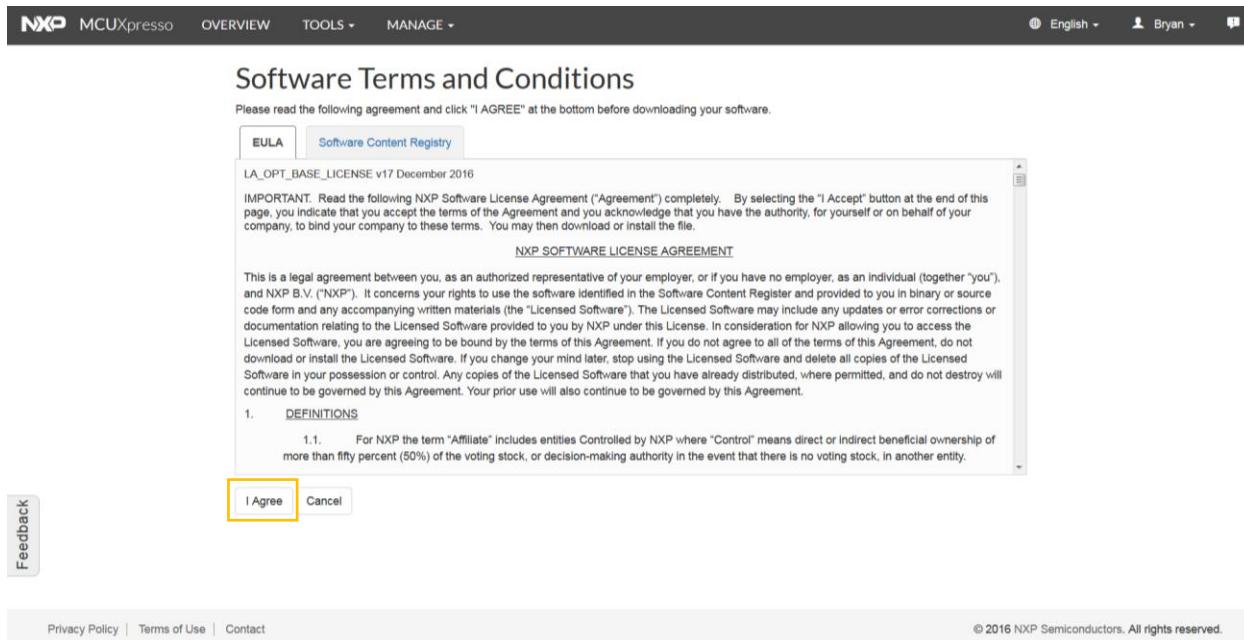 NXP MCUXpresso OVERVIEW TOOLS MANAGE English Bryan
Software Terms and Conditions
Please read the following agreement and click "I AGREE" at the bottom before downloading your software.
EULA Software Content Registry
LA_OPT_BASE_LICENSE v17 December 2016
IMPORTANT. Read the following NXP Software License Agreement ("Agreement") completely. By selecting the "I Accept" button at the end of this
page, you indicate that you accept the terms of the Agreement and you acknowledge that you have the authority, for yourself or on behalf of your
company, to bind your company to these terms. You may then download or install the file.
NXP SOFTWARE LICENSE AGREEMENT
This is a legal agreement between you, as an authorized representative of your employer, or if you have no employer, as an individual (together "you"),
and NXP B.V. ("NXP"). It concerns your rights to use the software identified in the Software Content Register and provided to you in binary or source
code form and any accompanying written materials (the "Licensed Software"). The Licensed Software may include any updates or error corrections or
documentation relating to the Licensed Software provided to you by NXP under this License. In consideration for NXP allowing you to access the
Licensed Software, you are agreeing to be bound by the terms of this Agreement. If you do not agree to all of the terms of this Agreement, do not
download or install the Licensed Software. If you change your mind later, stop using the Licensed Software and delete all copies of the Licensed
Software in your possession or control. Any copies of the Licensed Software that you have already distributed, where permitted, and do not destroy will
continue to be governed by this Agreement. Your prior use will also continue to be governed by this Agreement.
1. DEFINITIONS
1.1. For NXP the term "Affiliate" includes entities Controlled by NXP where "Control" means direct or indirect beneficial ownership of
more than fifty percent (50%) of the voting stock, or decision-making authority in the event that there is no voting stock, in another entity.
I Agree Cancel
Feedback
Privacy Policy | Terms of Use | Contact © 2016 NXP Semiconductors. All rights reserved.